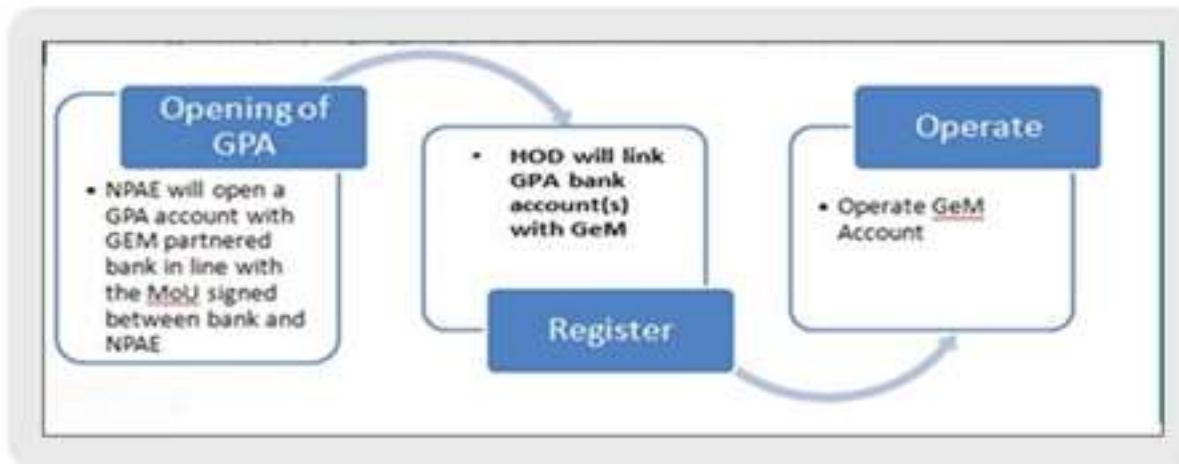 Opening of
GPA
• NPAE will open a
GPA account with
GEM partnered
bank in line with
the MoU signed
between bank and
NPAE
• HOD will link
GPA bank
account(s)
with GeM
Register
Operate
• Operate GeM
Account